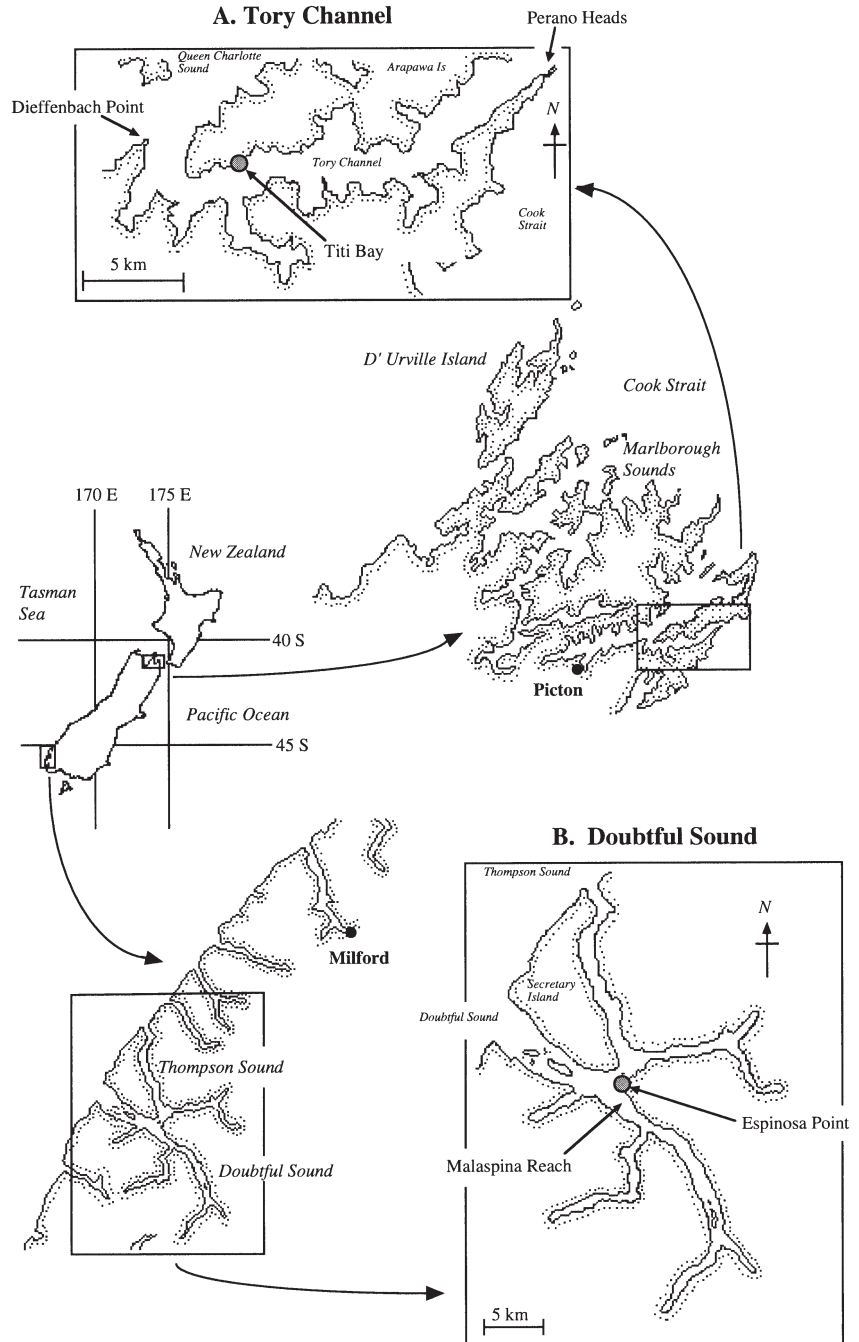 A. Tory Channel
Perano Heads
Queen Charlotte
Sound
Arapawa Is
Dieffenbach Point
N
Tory Channel
Cook
Strait
Titi Bay
5 km
D' Urville Island
Cook Strait
Marlborough
Sounds
170 E
175 E
New Zealand
Tasman
Sea
40 S
Picton
Pacific Ocean
45 S
B. Doubtful Sound
Thompson Sound
N
Milford
Secretary
Island
Doubtful Sound
Thompson Sound
Espinosa Point
Malaspina Reach
Doubtful Sound
5 km